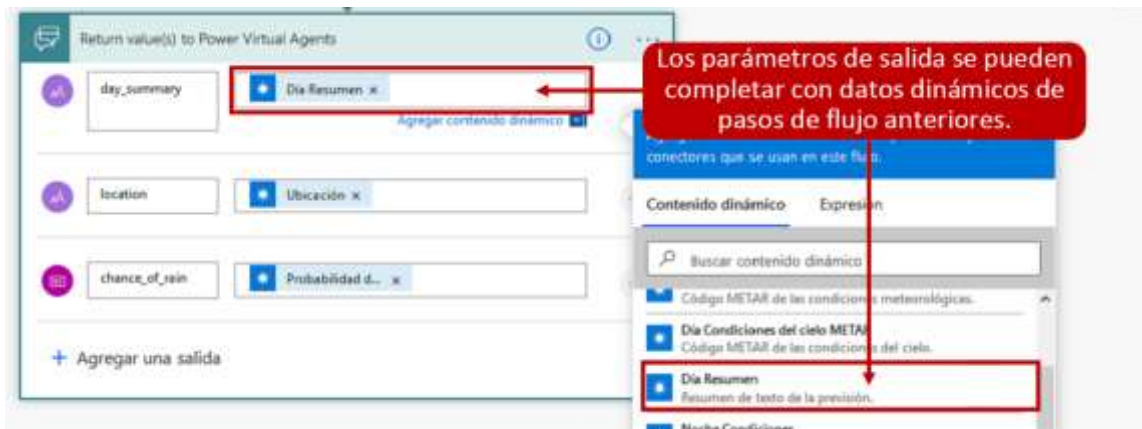 Return value(s) to Power Virtual Agents
Los parámetros de salida se pueden
completar con datos dinámicos de
pasos de flujo anteriores.
day_summary
Día Resumen ×
Agregar contenido dinámico
conectores que se usan en este flujo.
location
Ubicación ×
Contenido dinámico Expresión
Buscar contenido dinámico
chance_of_rain
Probabilidad d... ×
Código METAR de las condiciones meteorológicas.
Día Condiciones del cielo METAR
Código METAR de las condiciones del cielo.
+ Agregar una salida
Día Resumen
Resumen de texto de la previsión.
Noche Condiciones